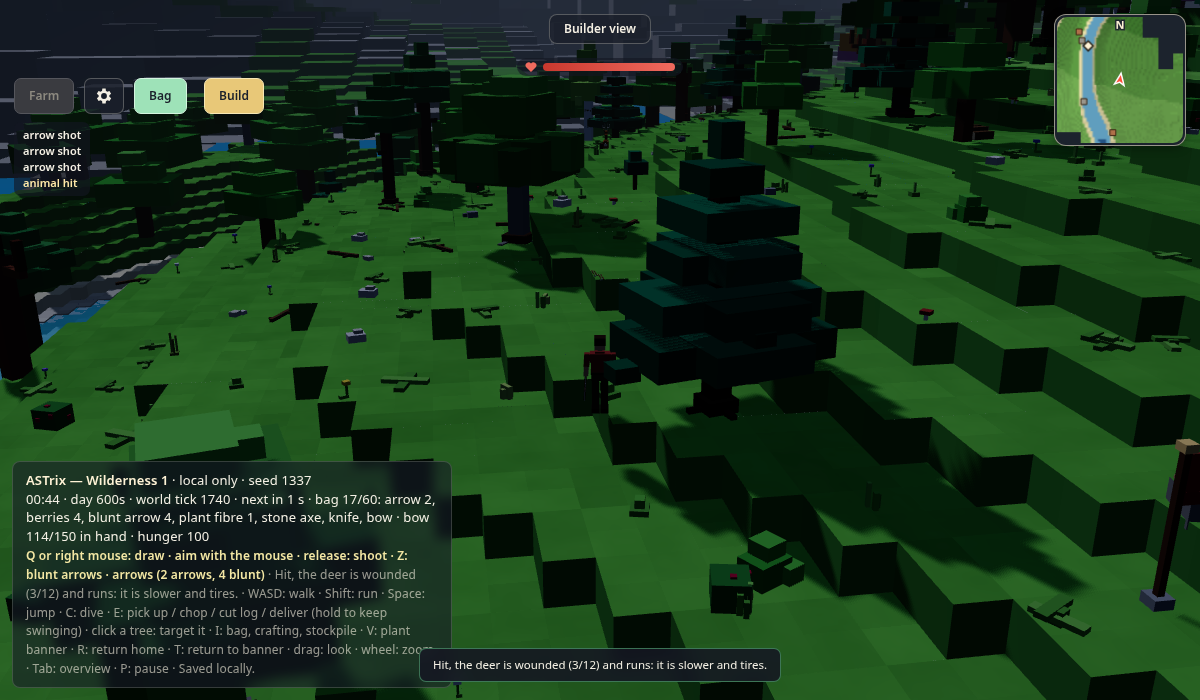 Builder view
N
Farm
Bag
Build
arrow shot
arrow shot
arrow shot
animal hit
ASTrix — Wilderness 1 · local only · seed 1337
00:44 · day 600s · world tick 1740 · next in 1 s · bag 17/60: arrow 2,
berries 4, blunt arrow 4, plant fibre 1, stone axe, knife, bow · bow
114/150 in hand · hunger 100
Q or right mouse: draw · aim with the mouse · release: shoot · Z:
blunt arrows · arrows (2 arrows, 4 blunt) · Hit, the deer is wounded
(3/12) and runs: it is slower and tires. · WASD: walk · Shift: run · Space:
jump · C: dive · E: pick up / chop / cut log / deliver (hold to keep
swinging) · click a tree: target it · I: bag, crafting, stockpile · V: plant
banner · R: return home · T: return to banner · drag: look · wheel: zoom
· Tab: overview · P: pause · Saved locally.
Hit, the deer is wounded (3/12) and runs: it is slower and tires.